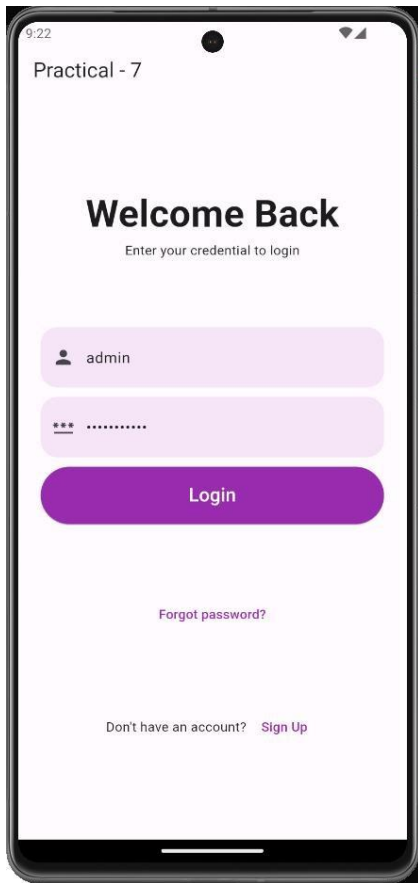 9:22
Practical - 7
Welcome Back
Enter your credential to login
admin
•••••••••••
Login
Forgot password?
Don't have an account? Sign Up